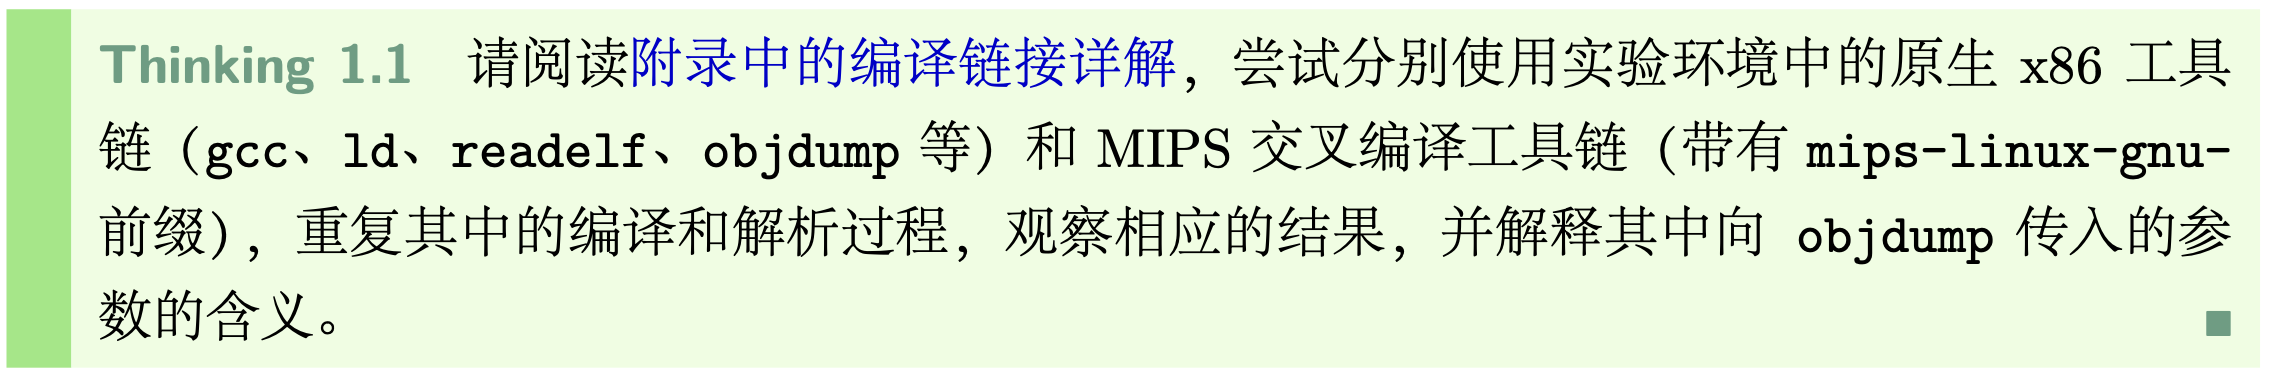 Thinking 1.1 请阅读附录中的编译链接详解，尝试分别使用实验环境中的原生 x86 工具
链（gcc、ld、readelf、objdump 等）和 MIPS 交叉编译工具链（带有 mips-linux-gnu-
前缀），重复其中的编译和解析过程，观察相应的结果，并解释其中向 objdump 传入的参
数的含义。